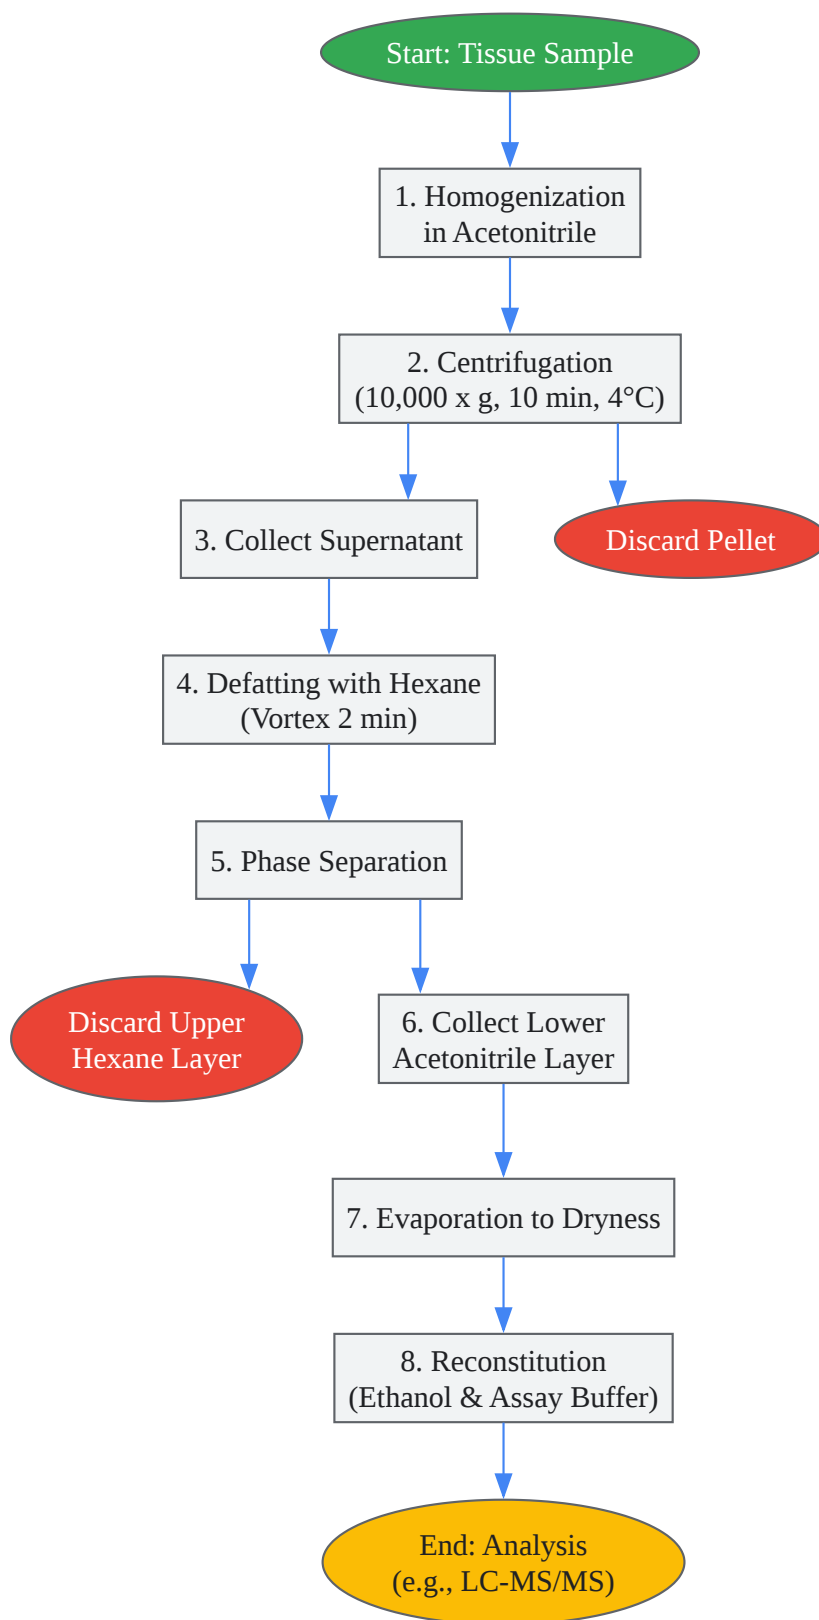 Start: Tissue Sample
1. Homogenization
in Acetonitrile
2. Centrifugation
(10,000 x g, 10 min, 4°C)
3. Collect Supernatant
Discard Pellet
4. Defatting with Hexane
(Vortex 2 min)
5. Phase Separation
Discard Upper
Hexane Layer
6. Collect Lower
Acetonitrile Layer
7. Evaporation to Dryness
8. Reconstitution
(Ethanol & Assay Buffer)
End: Analysis
(e.g., LC-MS/MS)